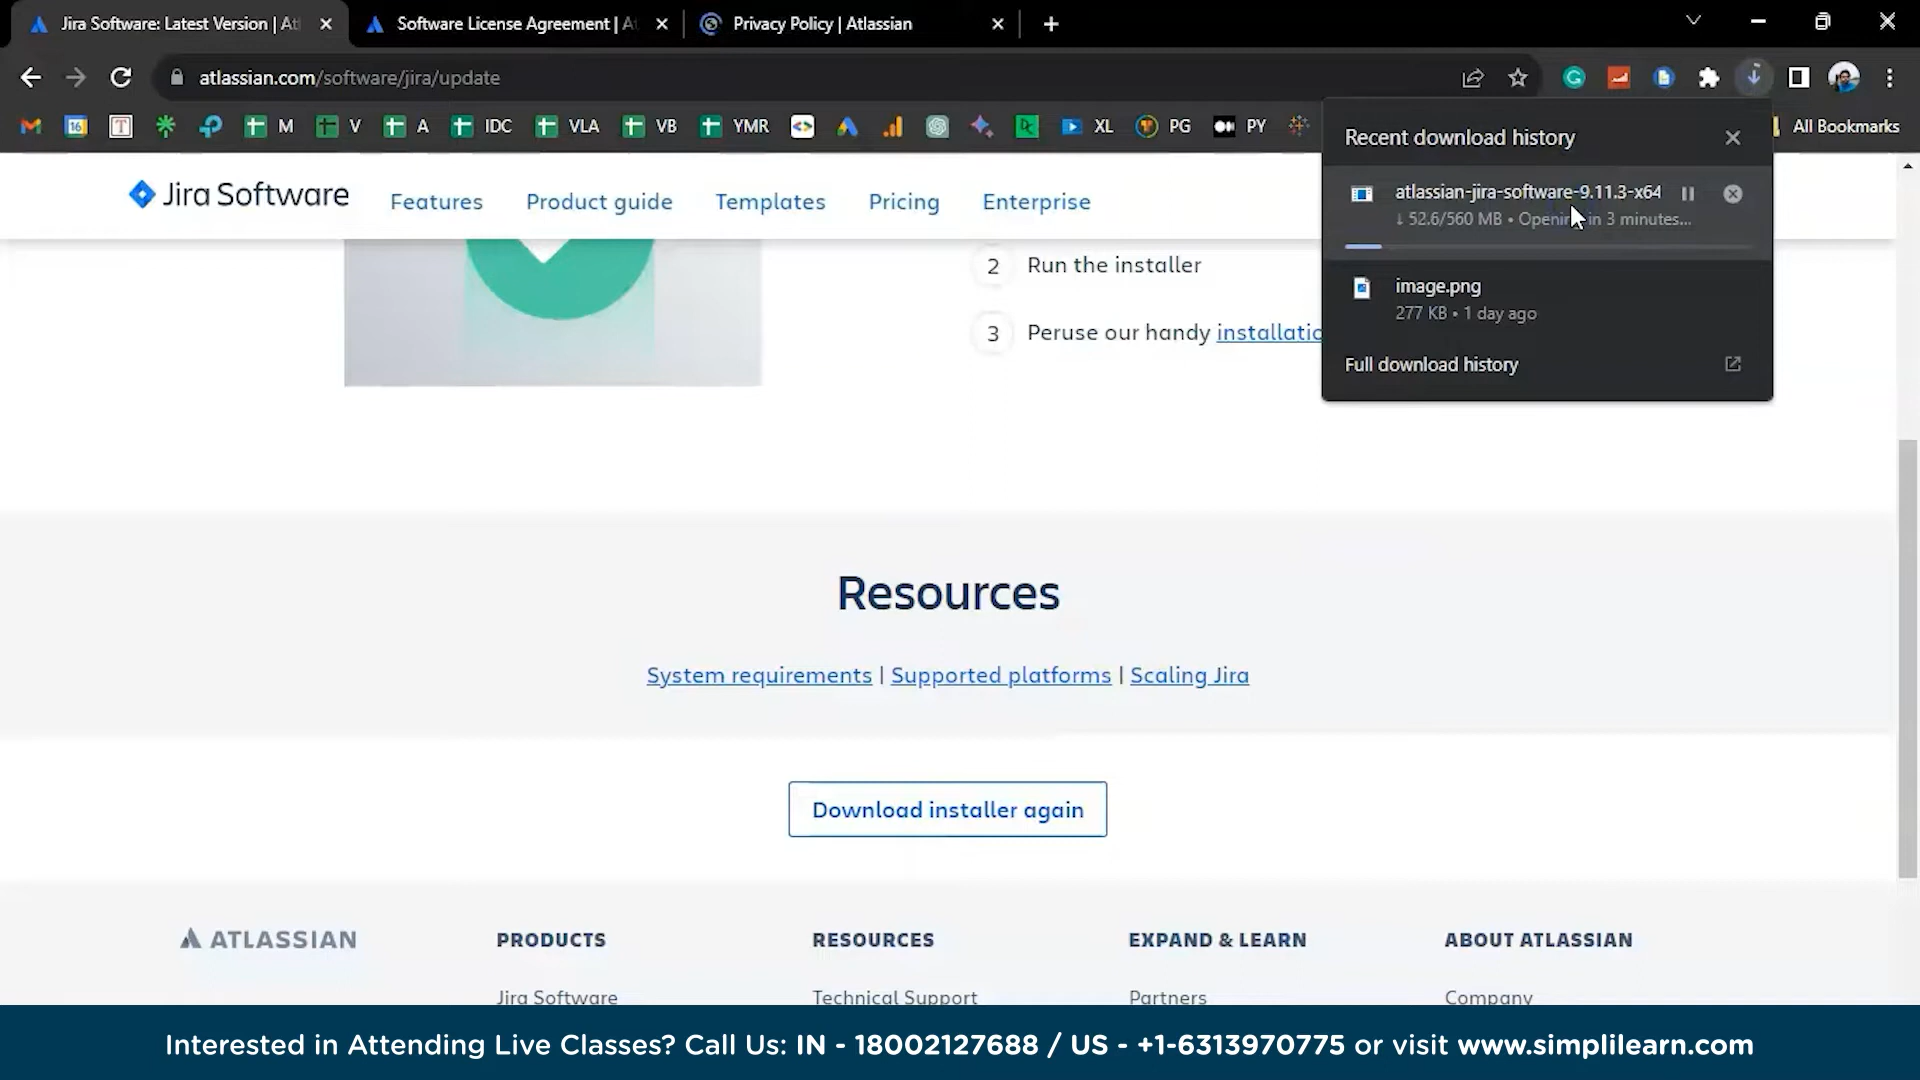 Jira Software: Latest Version | At
Software License Agreement | A
Privacy Policy | Atlassian
atlassian.com/software/jira/update
16
M
V
A
IDC
VLA
VB
YMR
XL
PG
PY
All Bookmarks
Recent download history
atlassian-jira-software-9.11.3-x64
↓ 52.6/560 MB • Opening in 3 minutes...
image.png
277 KB • 1 day ago
Full download history
Jira Software
Features
Product guide
Templates
Pricing
Enterprise
2 Run the installer
3 Peruse our handy installatio
Resources
System requirements | Supported platforms | Scaling Jira
Download installer again
ATLASSIAN
PRODUCTS
RESOURCES
EXPAND & LEARN
ABOUT ATLASSIAN
Jira Software
Technical Support
Partners
Company
Interested in Attending Live Classes? Call Us: IN - 18002127688 / US - +1-6313970775 or visit www.simplilearn.com